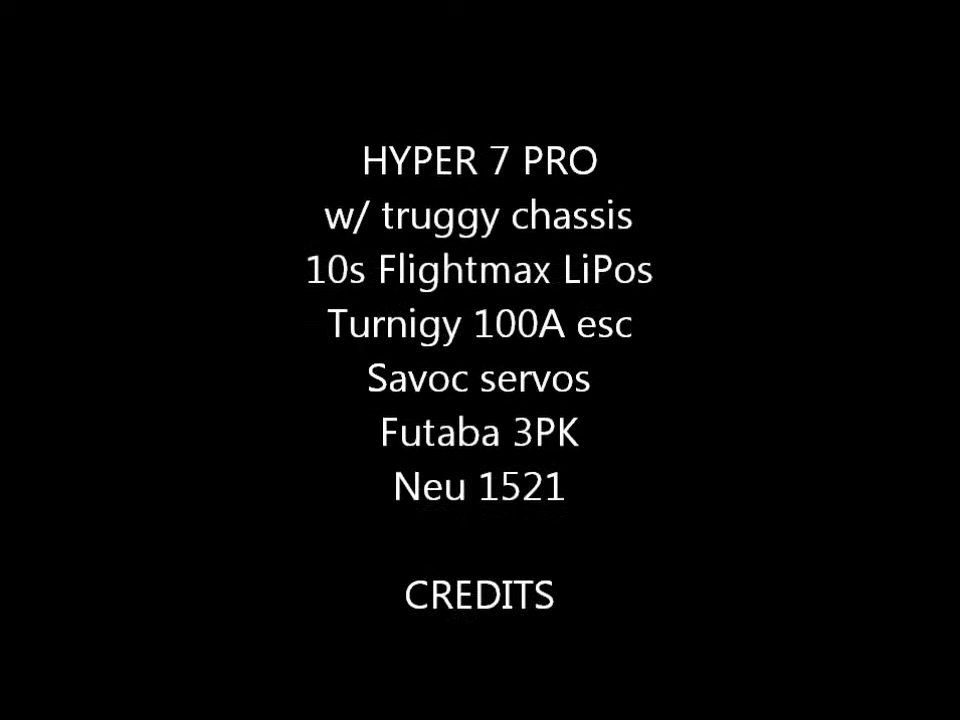 HYPER 7 PRO
w/ truggy chassis
10s Flightmax LiPos
Turnigy 100A esc
Savoc servos
Futaba 3PK
Neu 1521
CREDITS